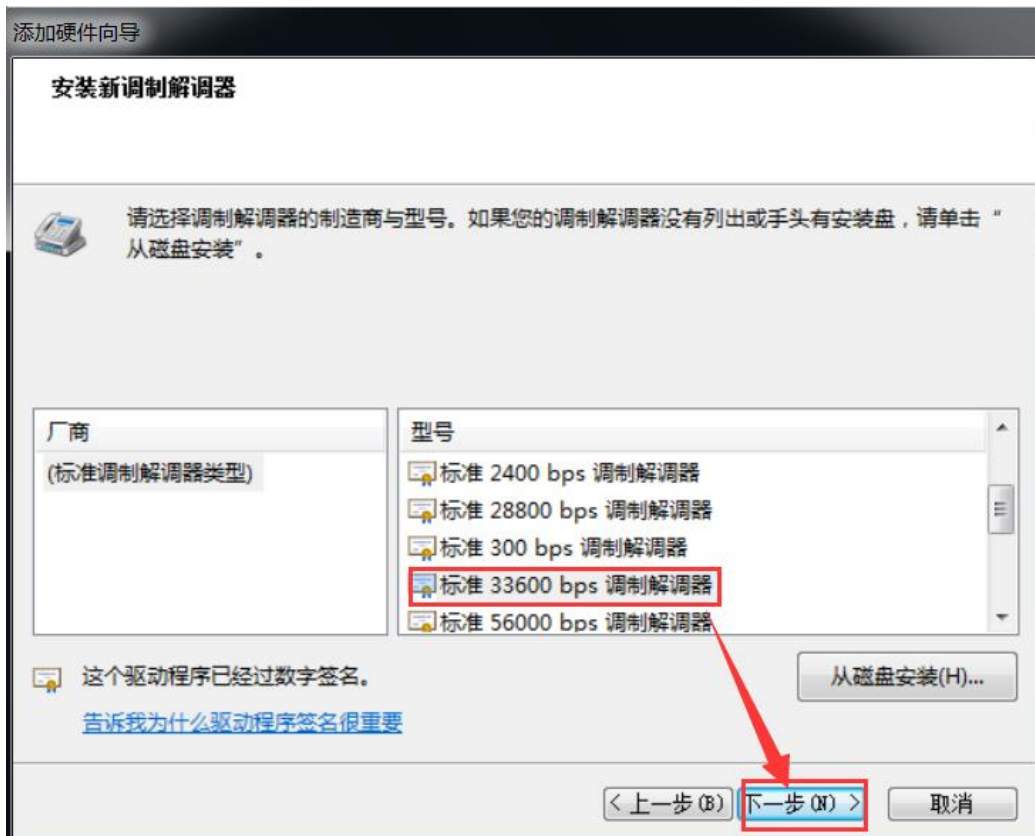 添加硬件向导
安装新调制解调器
请选择调制解调器的制造商与型号。如果您的调制解调器没有列出或手头有安装盘，请单击“
从磁盘安装”。
厂商
型号
(标准调制解调器类型)
标准 2400 bps 调制解调器
标准 28800 bps 调制解调器
标准 300 bps 调制解调器
标准 33600 bps 调制解调器
标准 56000 bps 调制解调器
这个驱动程序已经过数字签名。
从磁盘安装(H)...
告诉我为什么驱动程序签名很重要
< 上一步(B)
下一步(N) >
取消